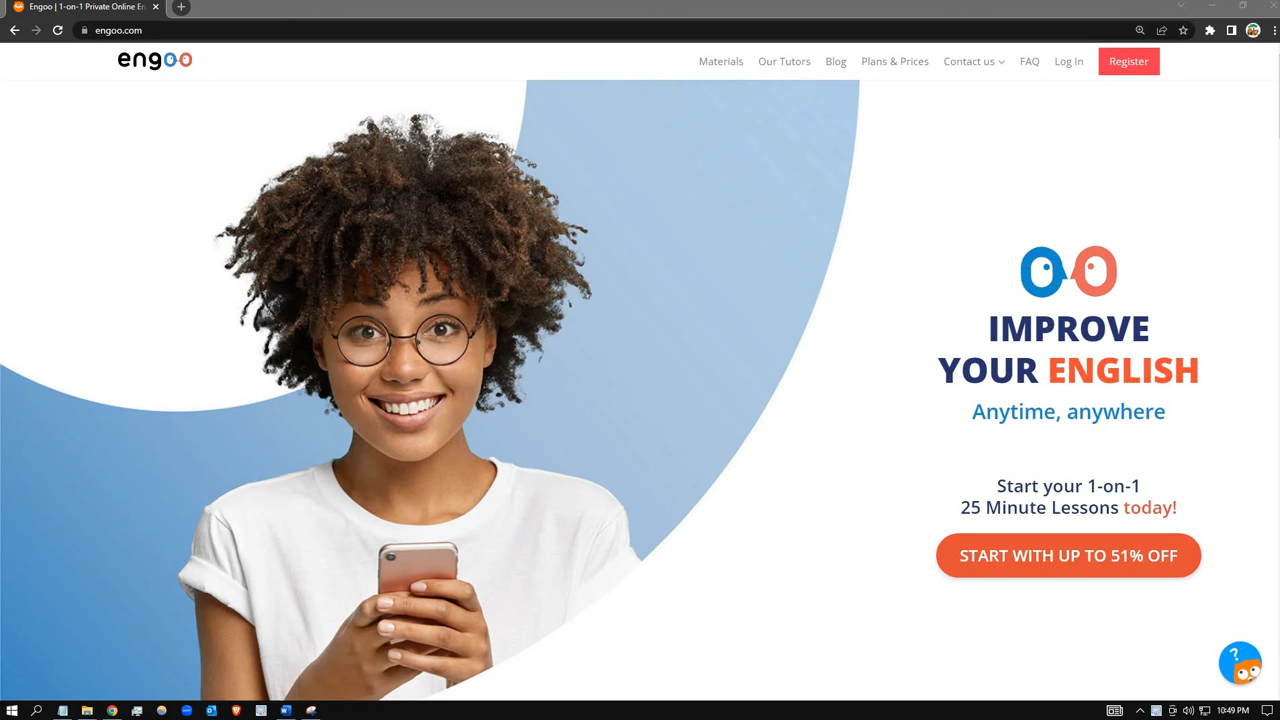 Engoo | 1-on-1 Private Online En
engoo.com
engoo
Materials
Our Tutors
Blog
Plans & Prices
Contact us
FAQ
Log In
Register
IMPROVE
YOUR ENGLISH
Anytime, anywhere
Start your 1-on-1
25 Minute Lessons today!
START WITH UP TO 51% OFF
?
10:49 PM